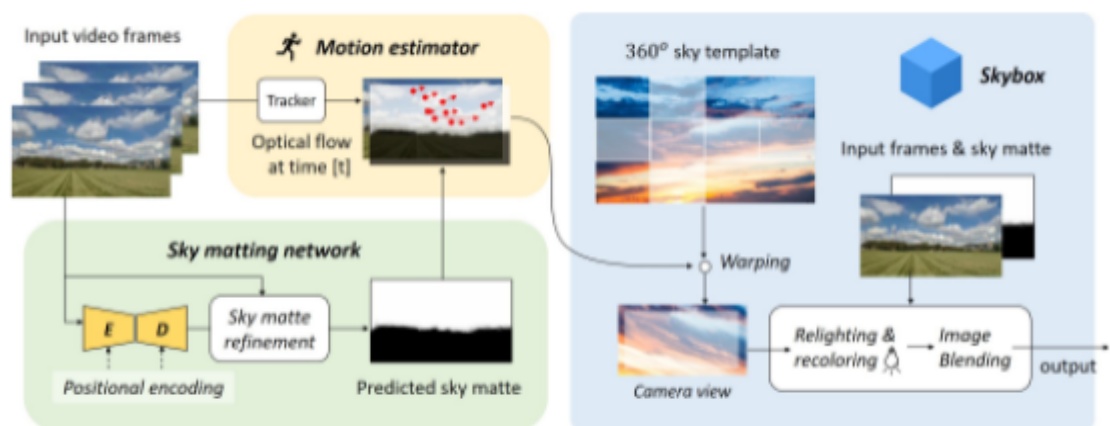 Input video frames
Motion estimator
Tracker
Optical flow
at time [t]
Sky matting network
E
D
Sky matte
refinement
Positional encoding
Predicted sky matte
360° sky template
Skybox
Input frames & sky matte
Warping
Camera view
Relighting &
recoloring
Image
Blending
output